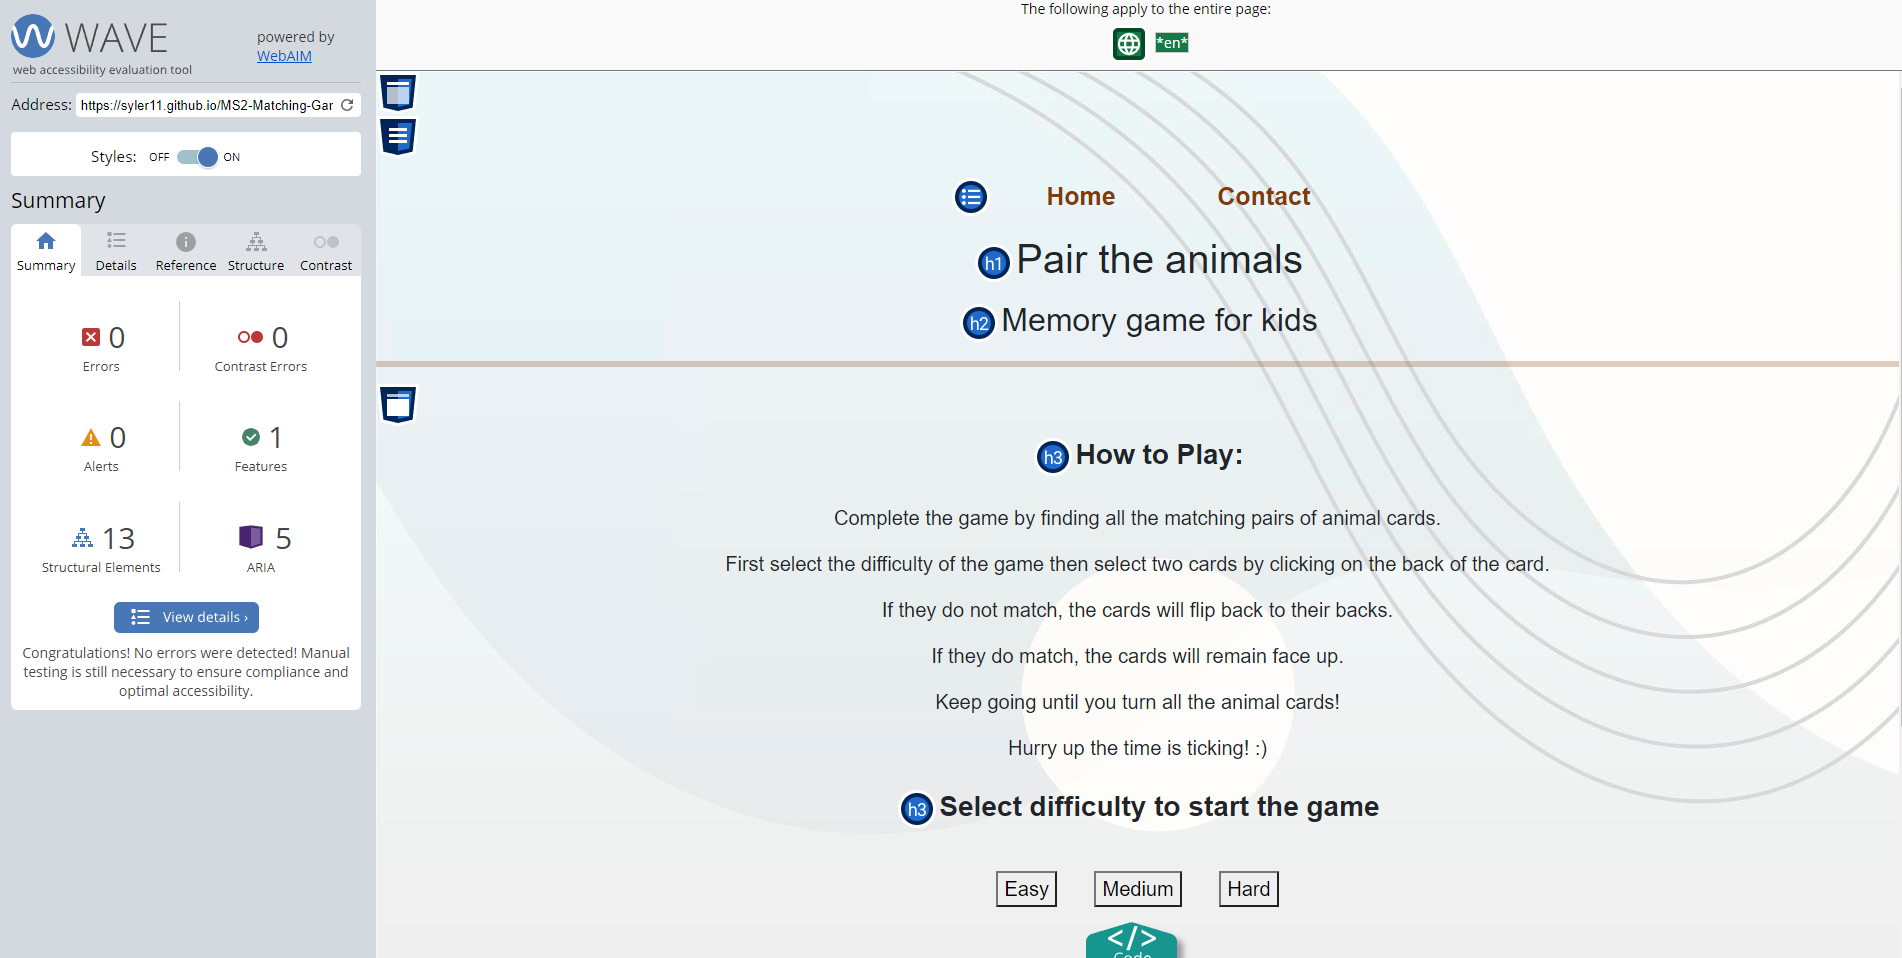 WAVE
web accessibility evaluation tool
powered by
WebAIM
Address: https://syler11.github.io/MS2-Matching-Gar
Styles: OFF ON
Summary
Summary Details Reference Structure Contrast
0 Errors
0 Contrast Errors
0 Alerts
1 Features
13 Structural Elements
5 ARIA
View details ›
Congratulations! No errors were detected! Manual
testing is still necessary to ensure compliance and
optimal accessibility.
The following apply to the entire page:
*en*
Home Contact
h1 Pair the animals
h2 Memory game for kids
h3 How to Play:
Complete the game by finding all the matching pairs of animal cards.
First select the difficulty of the game then select two cards by clicking on the back of the card.
If they do not match, the cards will flip back to their backs.
If they do match, the cards will remain face up.
Keep going until you turn all the animal cards!
Hurry up the time is ticking! :)
h3 Select difficulty to start the game
Easy Medium Hard
</>
Code